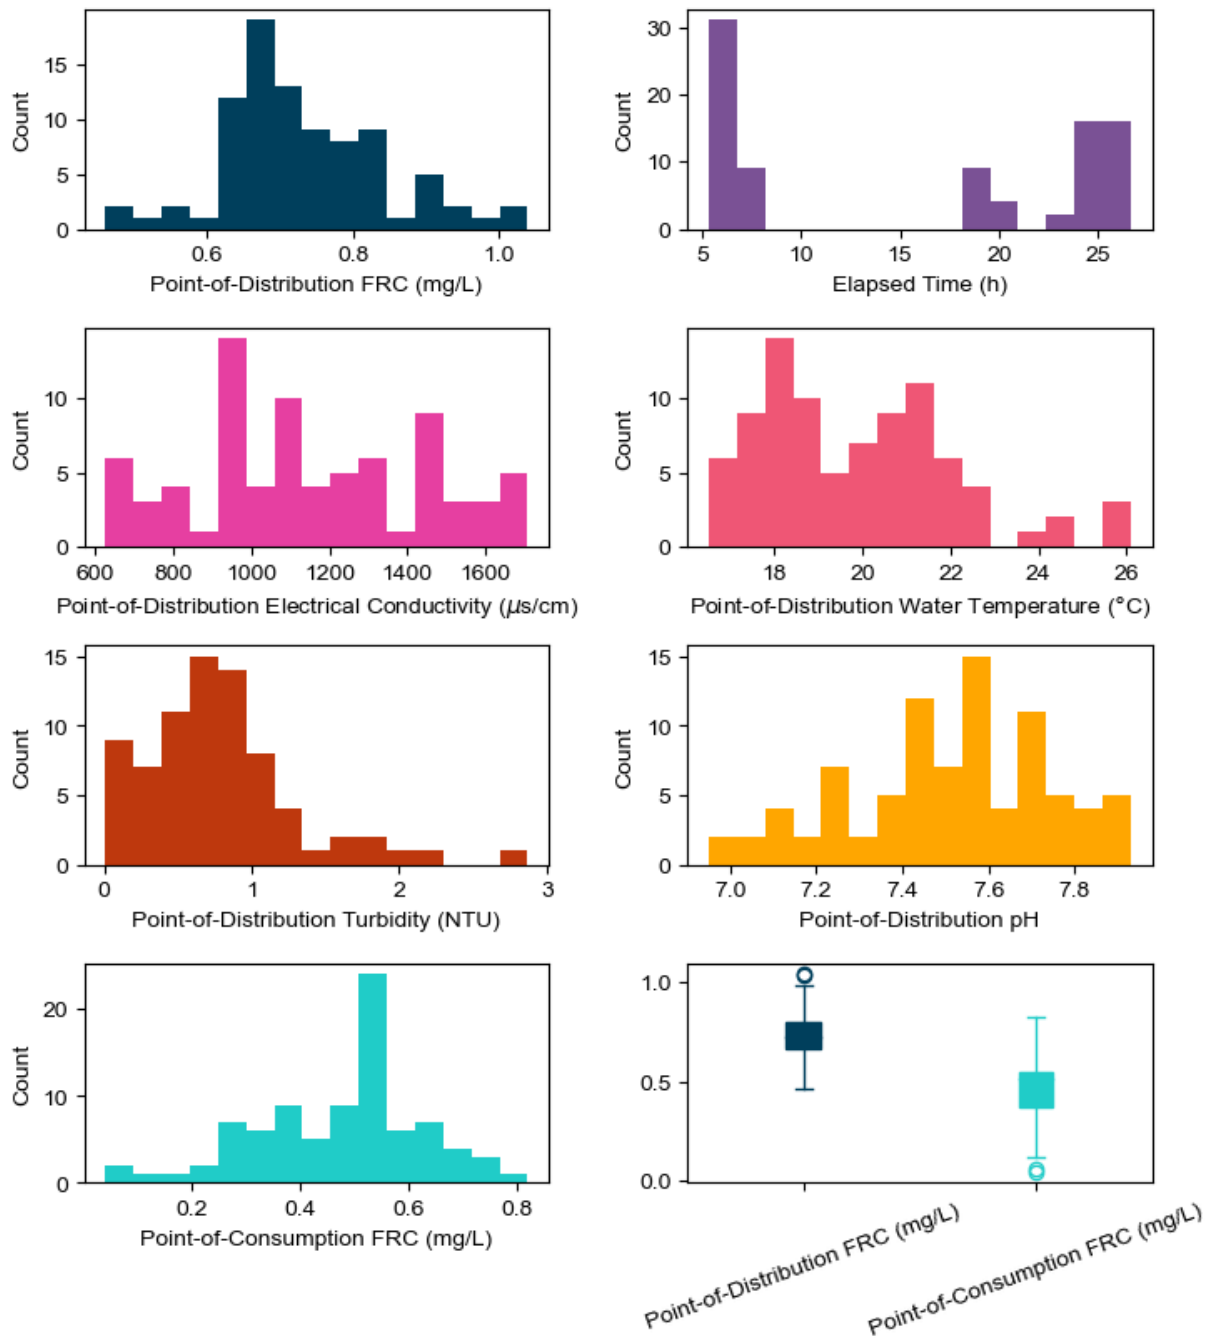 15
10
5
0
Count
0.6 0.8 1.0
Point-of-Distribution FRC (mg/L)
30
20
10
0
Count
5 10 15 20 25
Elapsed Time (h)
10
5
0
Count
600 800 1000 1200 1400 1600
Point-of-Distribution Electrical Conductivity (μs/cm)
10
5
0
Count
18 20 22 24 26
Point-of-Distribution Water Temperature (°C)
15
10
5
0
Count
0 1 2 3
Point-of-Distribution Turbidity (NTU)
15
10
5
0
Count
7.0 7.2 7.4 7.6 7.8
Point-of-Distribution pH
20
10
0
Count
0.2 0.4 0.6 0.8
Point-of-Consumption FRC (mg/L)
1.0
0.5
0.0
Point-of-Distribution FRC (mg/L)
Point-of-Consumption FRC (mg/L)